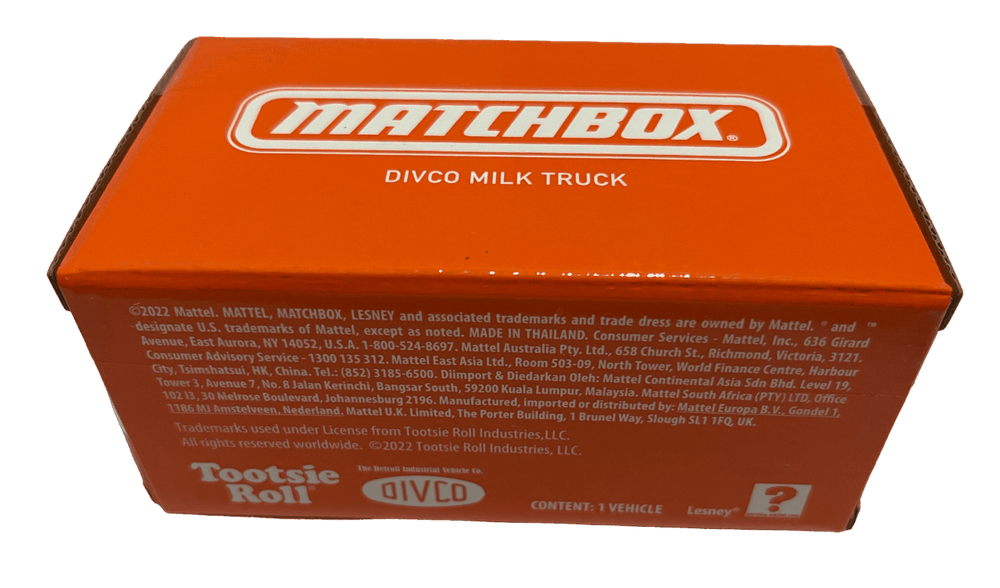 MATCHBOX®
DIVCO MILK TRUCK
©2022 Mattel. MATTEL, MATCHBOX, LESNEY and associated trademarks and trade dress are owned by Mattel. ® and ™
designate U.S. trademarks of Mattel, except as noted. MADE IN THAILAND. Consumer Services - Mattel, Inc., 636 Girard
Avenue, East Aurora, NY 14052, U.S.A. 1-800-524-8697. Mattel Australia Pty. Ltd., 658 Church St., Richmond, Victoria, 3121.
Consumer Advisory Service - 1300 135 312. Mattel East Asia Ltd., Room 503-09, North Tower, World Finance Centre, Harbour
City, Tsimshatsui, HK, China. Tel.: (852) 3185-6500. Diimport & Diedarkan Oleh: Mattel Continental Asia Sdn Bhd. Level 19,
Tower 3, Avenue 7, No. 8 Jalan Kerinchi, Bangsar South, 59200 Kuala Lumpur, Malaysia. Mattel South Africa (PTY) LTD, Office
102 I3, 30 Melrose Boulevard, Johannesburg 2196. Manufactured, imported or distributed by: Mattel Europa B.V., Gondel 1,
1186 MJ Amstelveen, Nederland. Mattel U.K. Limited, The Porter Building, 1 Brunel Way, Slough SL1 1FQ, UK.
Trademarks used under License from Tootsie Roll Industries,LLC.
All rights reserved worldwide. ©2022 Tootsie Roll Industries, LLC.
Tootsie
Roll®
The Detroit Industrial Vehicle Co.
DIVCO
CONTENT: 1 VEHICLE
Lesney®
?